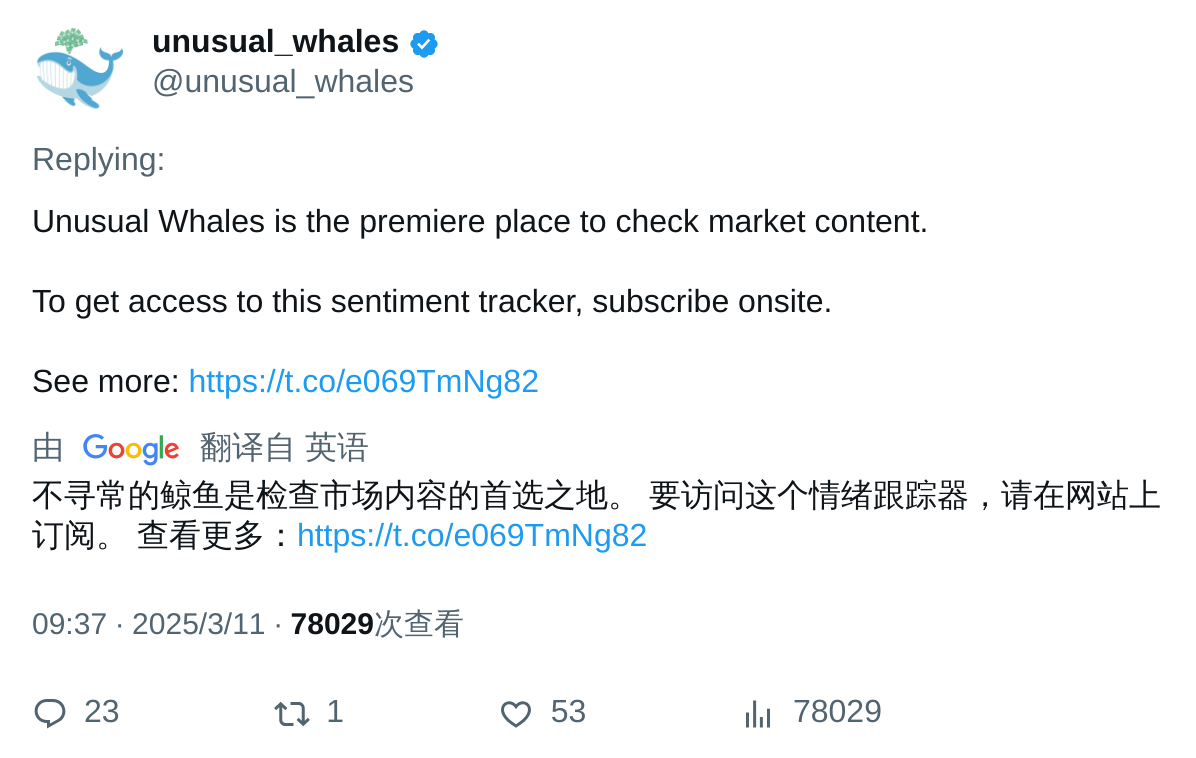 unusual_whales
@unusual_whales
Replying:
Unusual Whales is the premiere place to check market content.
To get access to this sentiment tracker, subscribe onsite.
See more: https://t.co/e069TmNg82
由 Google 翻译自 英语
不寻常的鲸鱼是检查市场内容的首选之地。 要访问这个情绪跟踪器，请在网站上
订阅。 查看更多：https://t.co/e069TmNg82
09:37 · 2025/3/11 · 78029次查看
23 1 53 78029